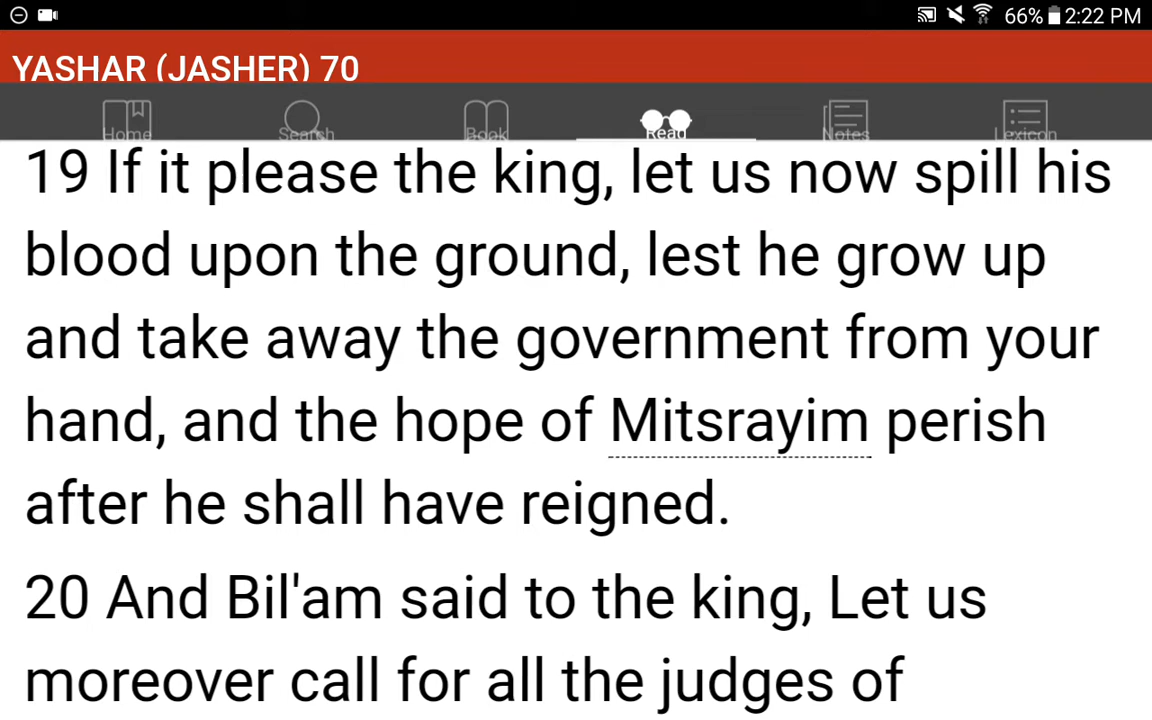 66% 2:22 PM
YASHAR (JASHER) 70
Home Search Book Read Notes Lexicon
19 If it please the king, let us now spill his
blood upon the ground, lest he grow up
and take away the government from your
hand, and the hope of Mitsrayim perish
after he shall have reigned.
20 And Bil'am said to the king, Let us
moreover call for all the judges of